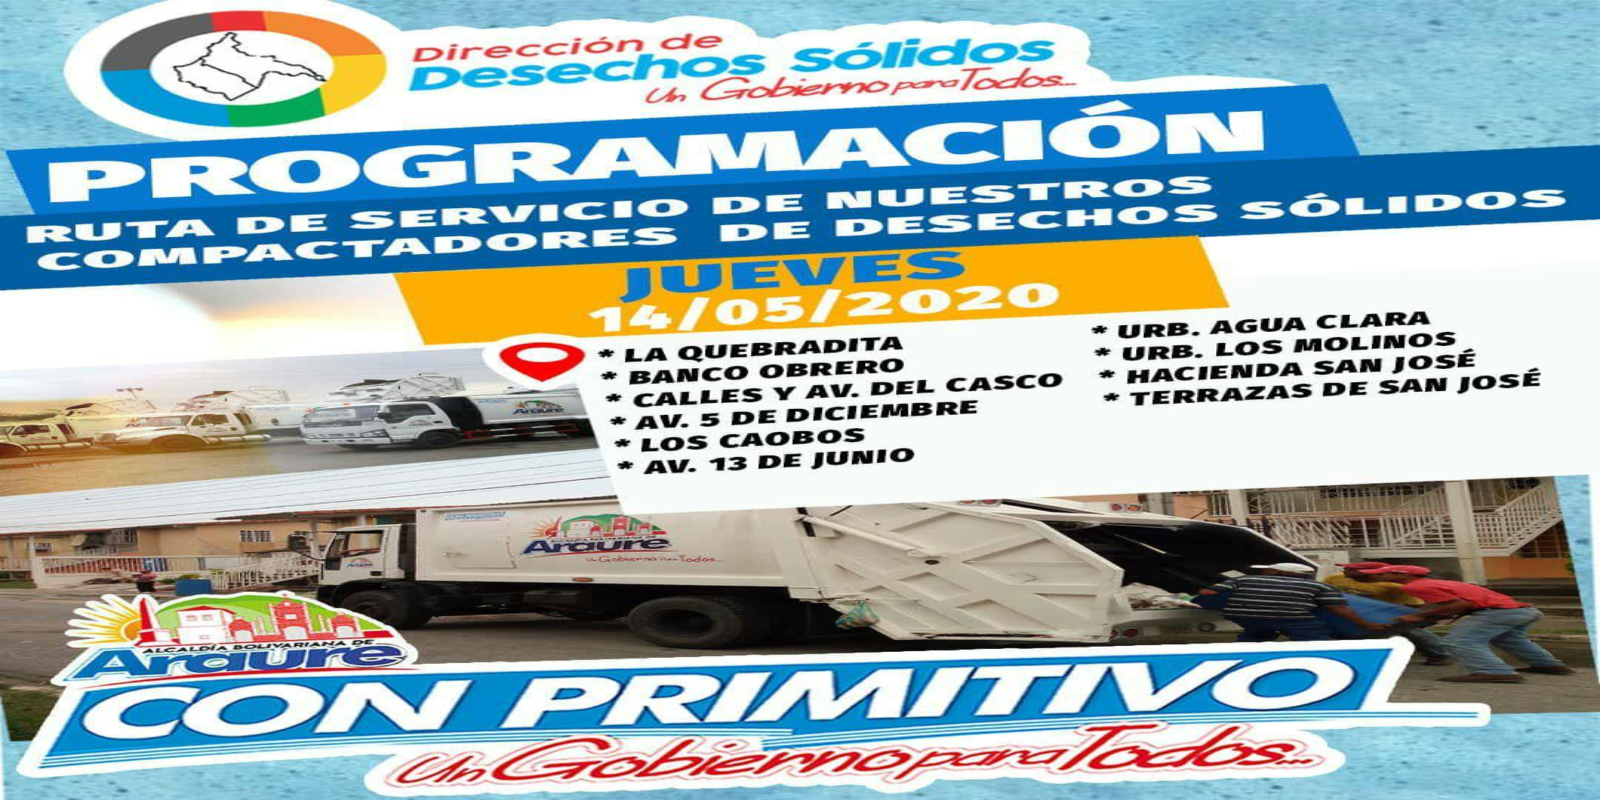 Dirección de
Desechos Sólidos
Un Gobierno para Todos...
PROGRAMACIÓN
RUTA DE SERVICIO DE NUESTROS
COMPACTADORES DE DESECHOS SÓLIDOS
JUEVES
14/05/2020
* LA QUEBRADITA
* BANCO OBRERO
* CALLES Y AV. DEL CASCO
* AV. 5 DE DICIEMBRE
* LOS CAOBOS
* AV. 13 DE JUNIO
* URB. AGUA CLARA
* URB. LOS MOLINOS
* HACIENDA SAN JOSÉ
* TERRAZAS DE SAN JOSÉ
Araure
Araure
Un Gobierno Para Todos...
ALCALDÍA BOLIVARIANA DE
Araure
CON PRIMITIVO
Un Gobierno para Todos...